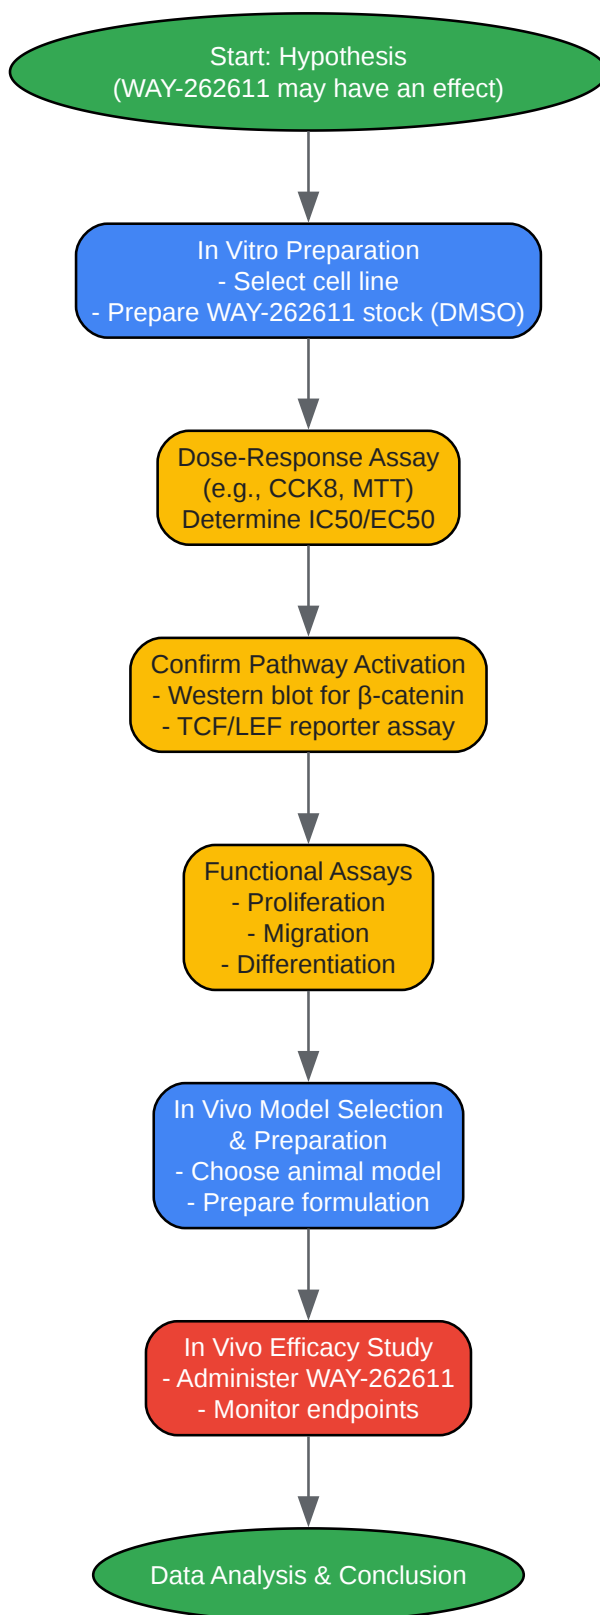 Start: Hypothesis
(WAY-262611 may have an effect)
In Vitro Preparation
- Select cell line
- Prepare WAY-262611 stock (DMSO)
Dose-Response Assay
(e.g., CCK8, MTT)
Determine IC50/EC50
Confirm Pathway Activation
- Western blot for β-catenin
- TCF/LEF reporter assay
Functional Assays
- Proliferation
- Migration
- Differentiation
In Vivo Model Selection
& Preparation
- Choose animal model
- Prepare formulation
In Vivo Efficacy Study
- Administer WAY-262611
- Monitor endpoints
Data Analysis & Conclusion